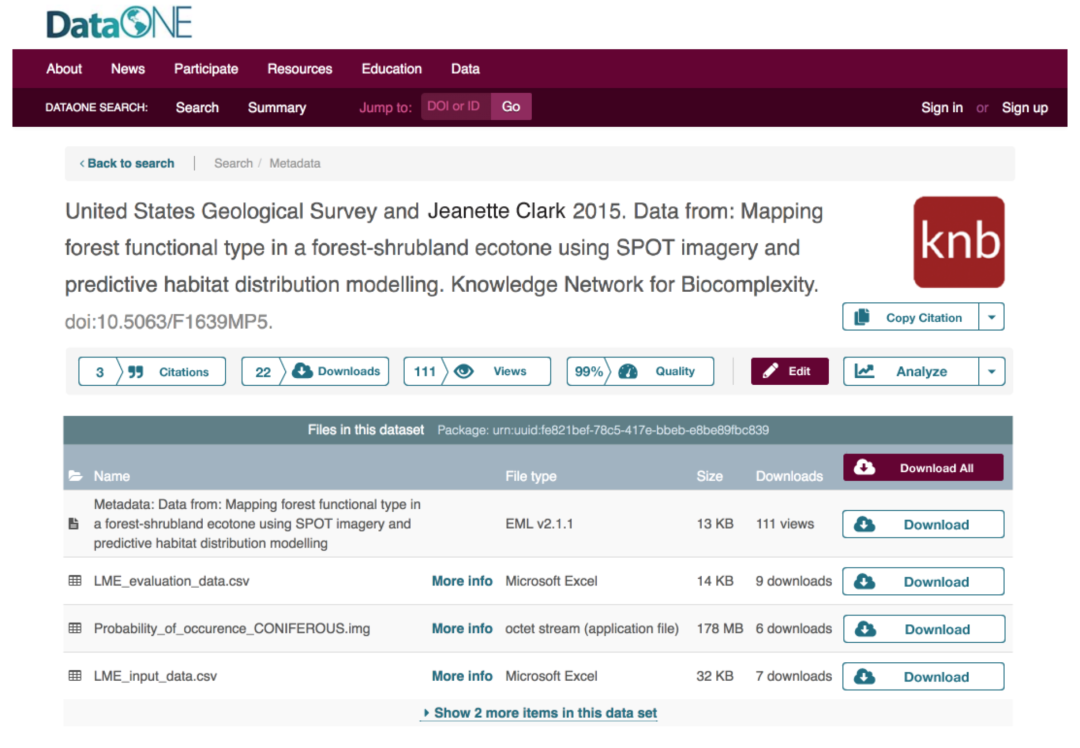 DataONE
About News Participate Resources Education Data
DATAONE SEARCH: Search Summary Jump to: DOI or ID Go Sign in or Sign up
‹ Back to search | Search / Metadata
United States Geological Survey and Jeanette Clark 2015. Data from: Mapping
forest functional type in a forest-shrubland ecotone using SPOT imagery and
predictive habitat distribution modelling. Knowledge Network for Biocomplexity.
doi:10.5063/F1639MP5.
knb
Copy Citation
3 Citations 22 Downloads 111 Views 99% Quality Edit Analyze
Files in this dataset Package: urn:uuid:fe821bef-78c5-417e-bbeb-e8be89fbc839
Name File type Size Downloads Download All
Metadata: Data from: Mapping forest functional type in
a forest-shrubland ecotone using SPOT imagery and
predictive habitat distribution modelling
EML v2.1.1 13 KB 111 views Download
LME_evaluation_data.csv More info Microsoft Excel 14 KB 9 downloads Download
Probability_of_occurence_CONIFEROUS.img More info octet stream (application file) 178 MB 6 downloads Download
LME_input_data.csv More info Microsoft Excel 32 KB 7 downloads Download
Show 2 more items in this data set